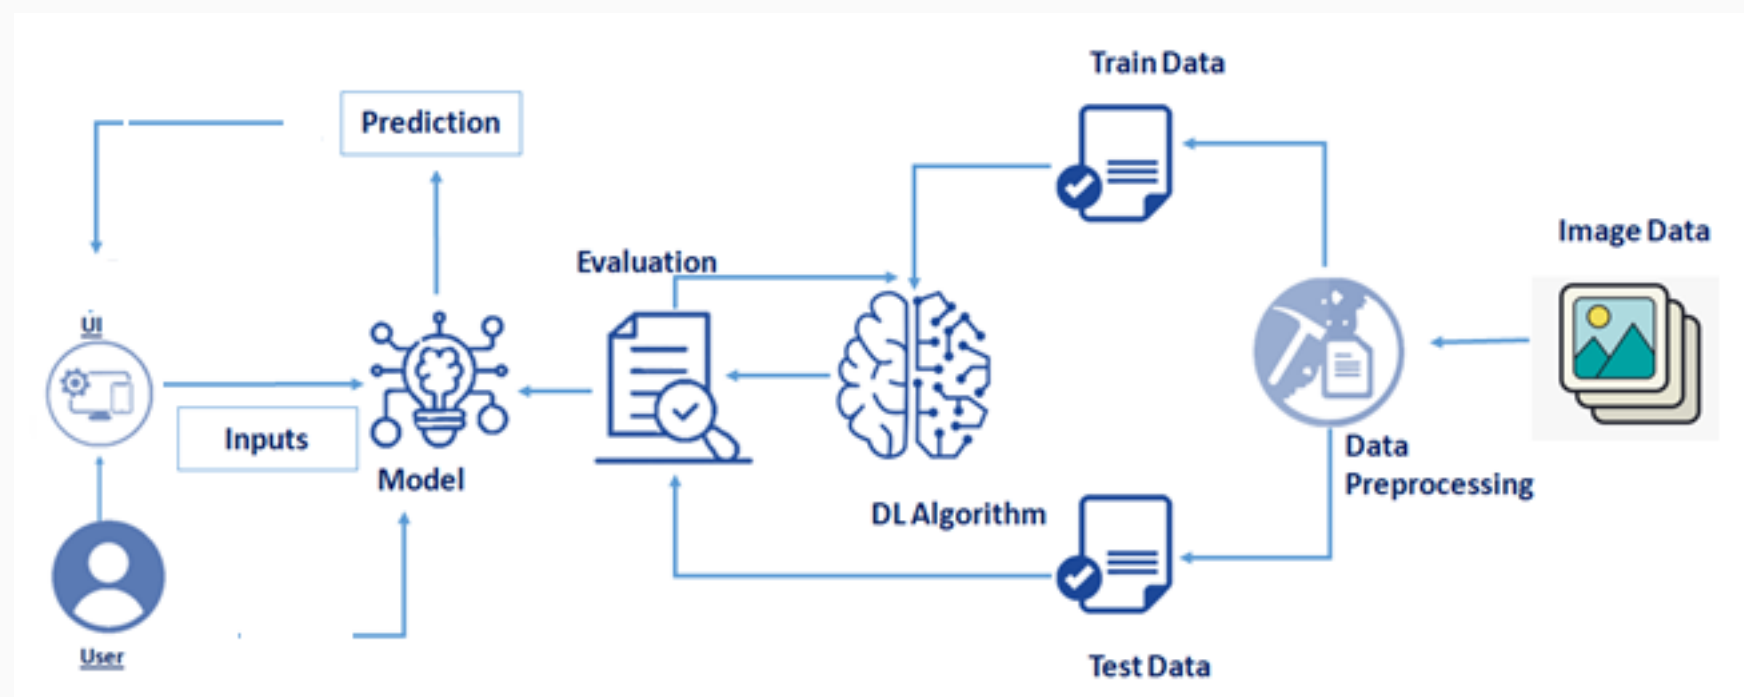 Train Data
Prediction
Image Data
Evaluation
UI
Inputs
Data
Preprocessing
Model
DL Algorithm
User
Test Data